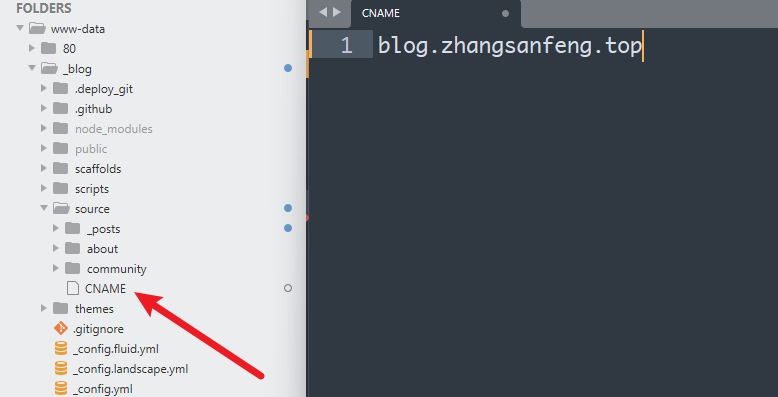 FOLDERS
www-data
80
_blog
.deploy_git
.github
node_modules
public
scaffolds
scripts
source
_posts
about
community
CNAME
themes
.gitignore
_config.fluid.yml
_config.landscape.yml
_config.yml
CNAME
1 blog.zhangsanfeng.top